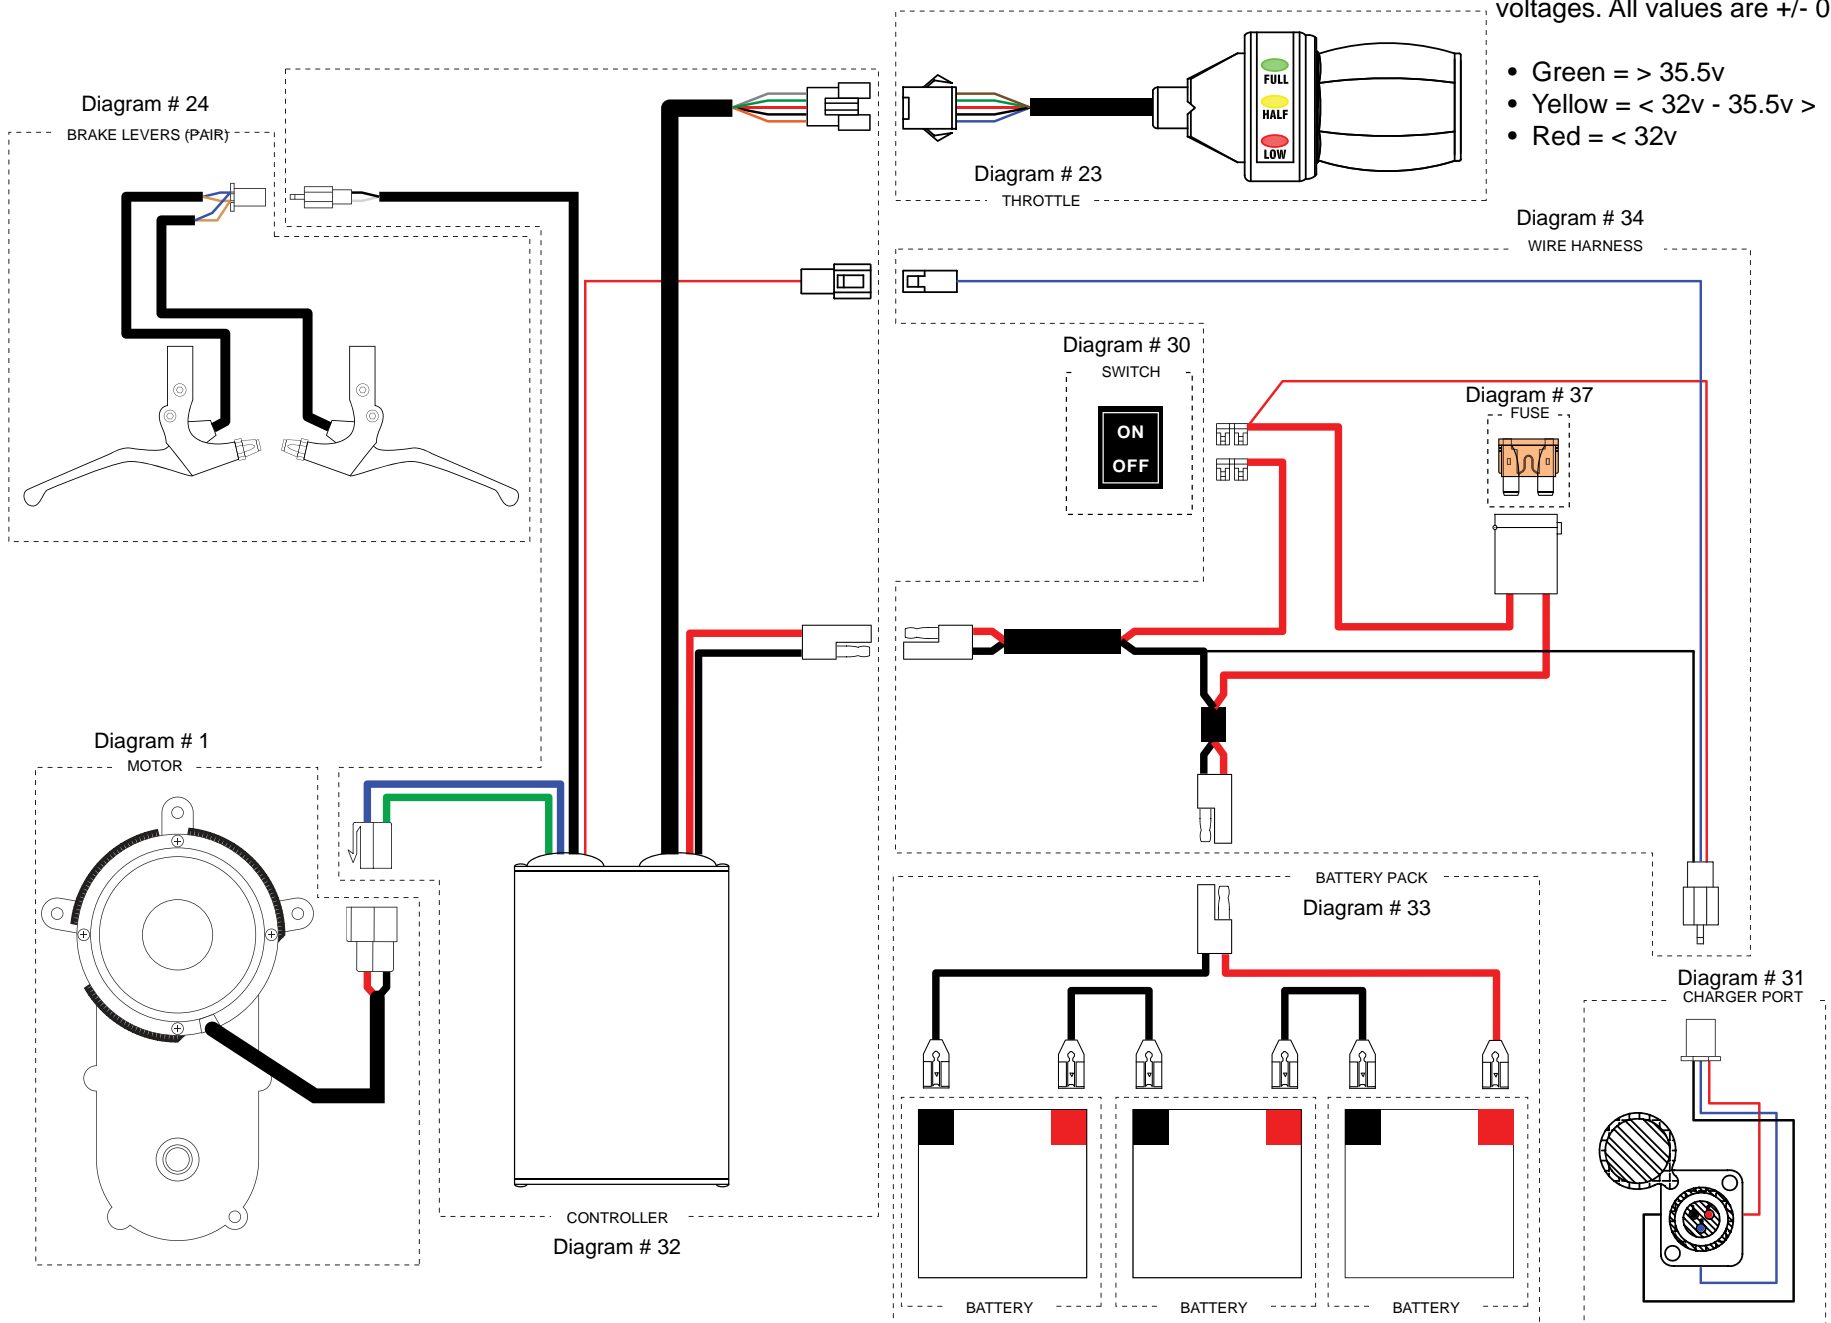 voltages. All values are +/- 0
• Green = > 35.5v
• Yellow = < 32v - 35.5v >
• Red = < 32v
Diagram # 24
BRAKE LEVERS (PAIR)
FULL
HALF
LOW
Diagram # 23
THROTTLE
Diagram # 34
WIRE HARNESS
Diagram # 30
SWITCH
ON
OFF
Diagram # 37
FUSE
Diagram # 1
MOTOR
BATTERY PACK
Diagram # 33
Diagram # 31
CHARGER PORT
CONTROLLER
Diagram # 32
BATTERY
BATTERY
BATTERY